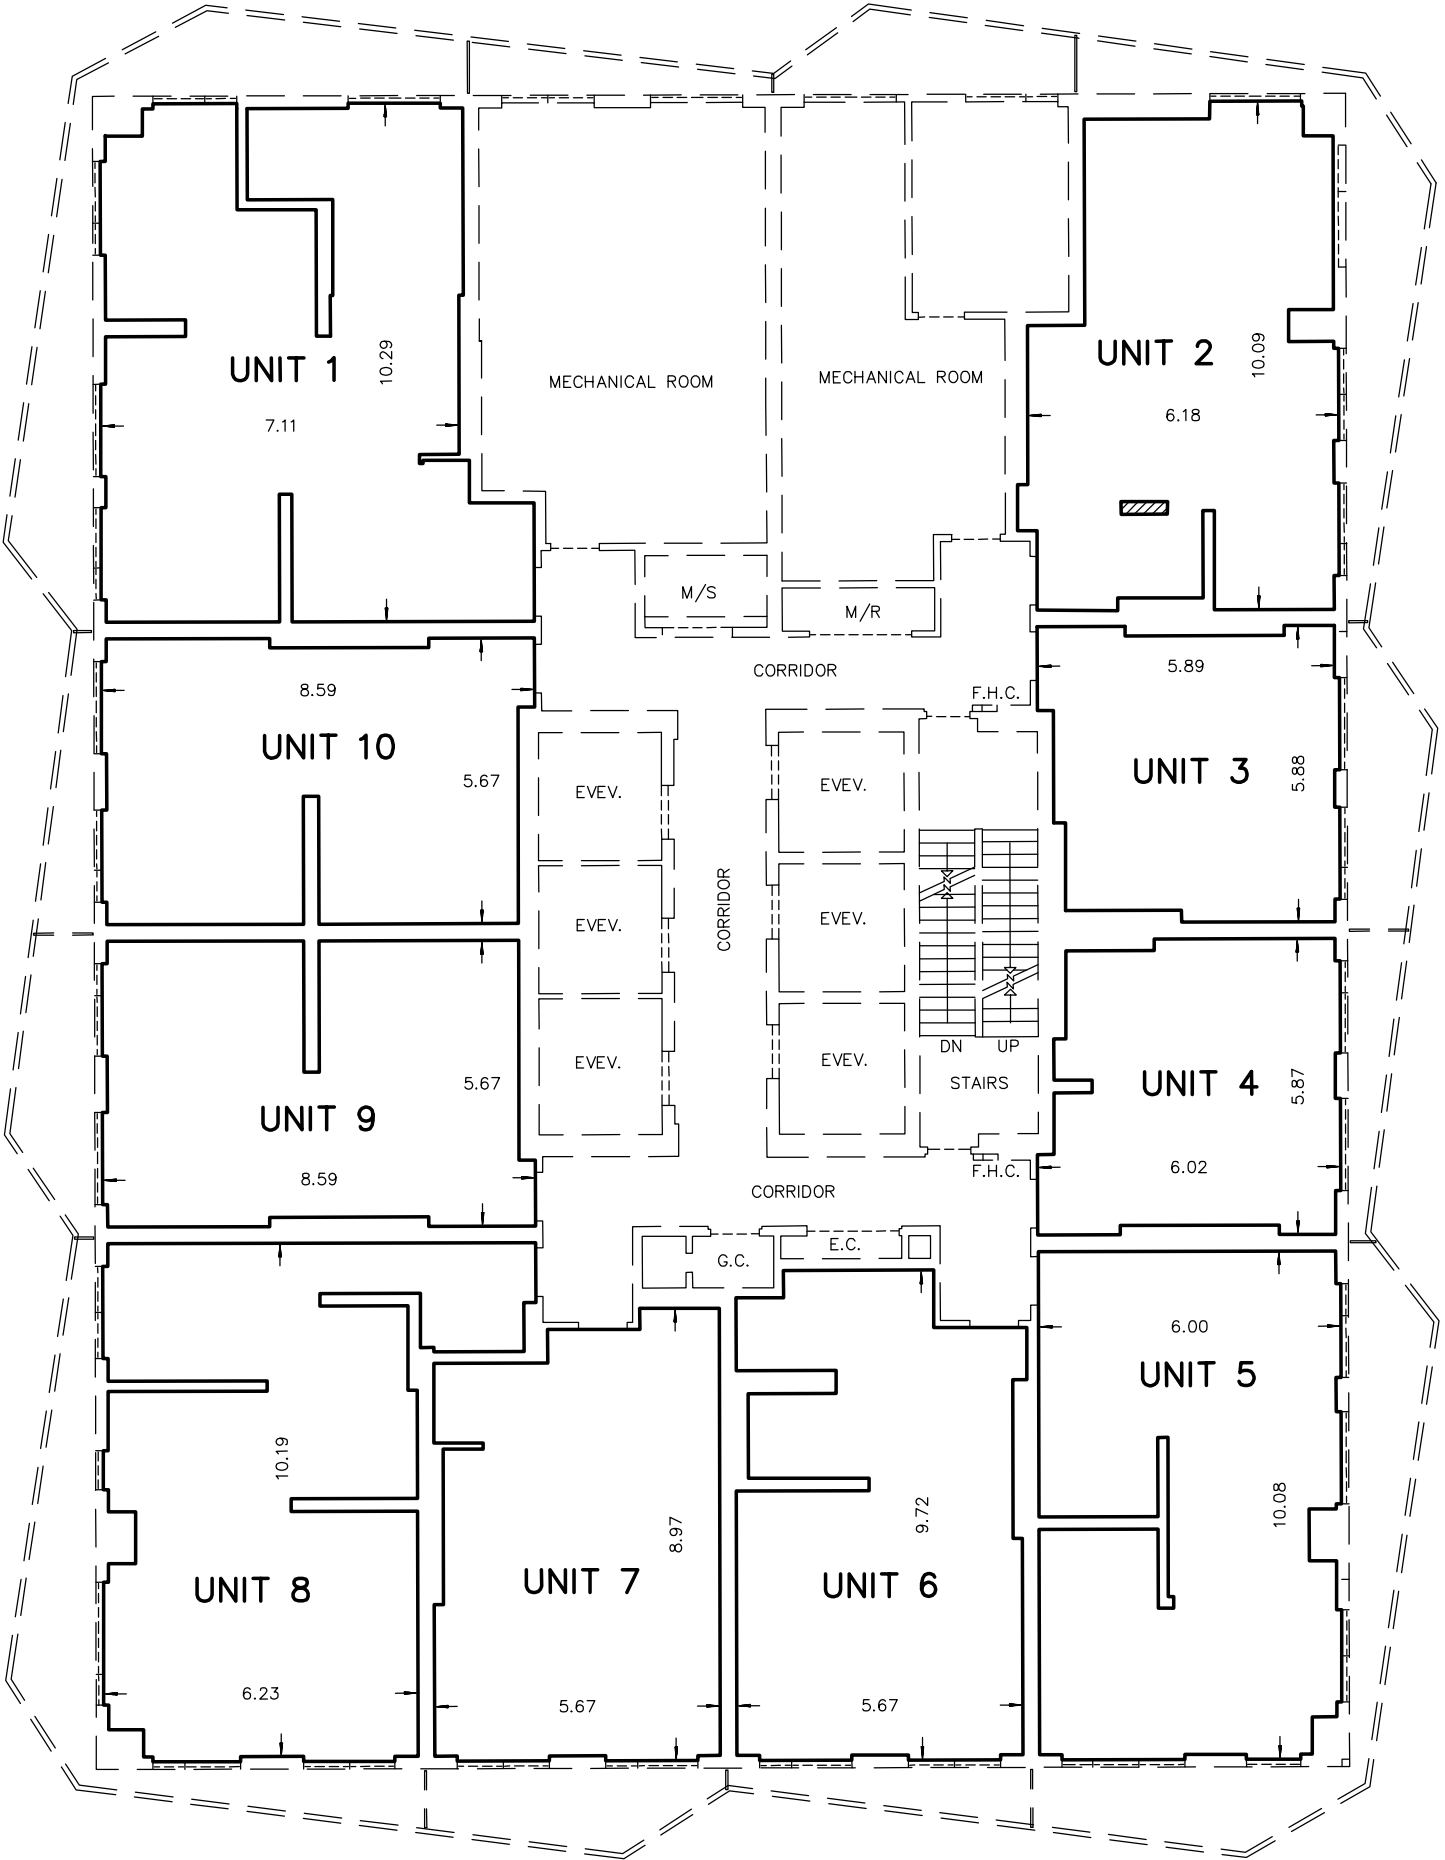 UNIT 1
10.29
7.11
MECHANICAL ROOM
MECHANICAL ROOM
UNIT 2
10.09
6.18
M/S
M/R
CORRIDOR
5.89
F.H.C.
8.59
UNIT 10
5.67
EVEV.
EVEV.
UNIT 3
5.88
CORRIDOR
EVEV.
EVEV.
DN
UP
EVEV.
EVEV.
STAIRS
UNIT 4
5.87
6.02
5.67
UNIT 9
8.59
F.H.C.
CORRIDOR
G.C.
E.C.
6.00
UNIT 5
10.08
10.19
UNIT 8
6.23
8.97
UNIT 7
5.67
9.72
UNIT 6
5.67